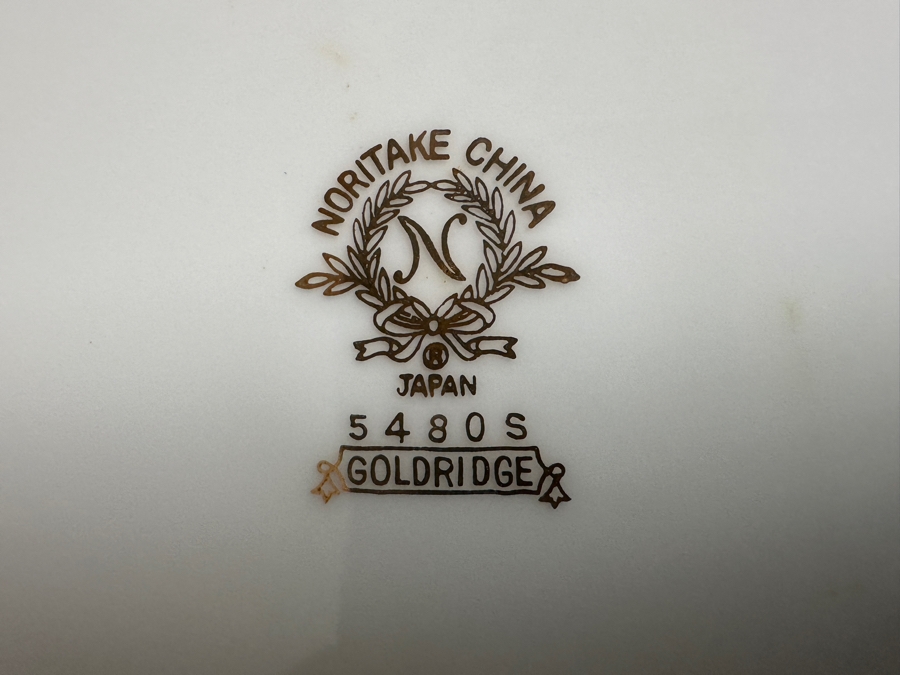 NORITAKE CHINA
N
®
JAPAN
5480S
GOLDRIDGE